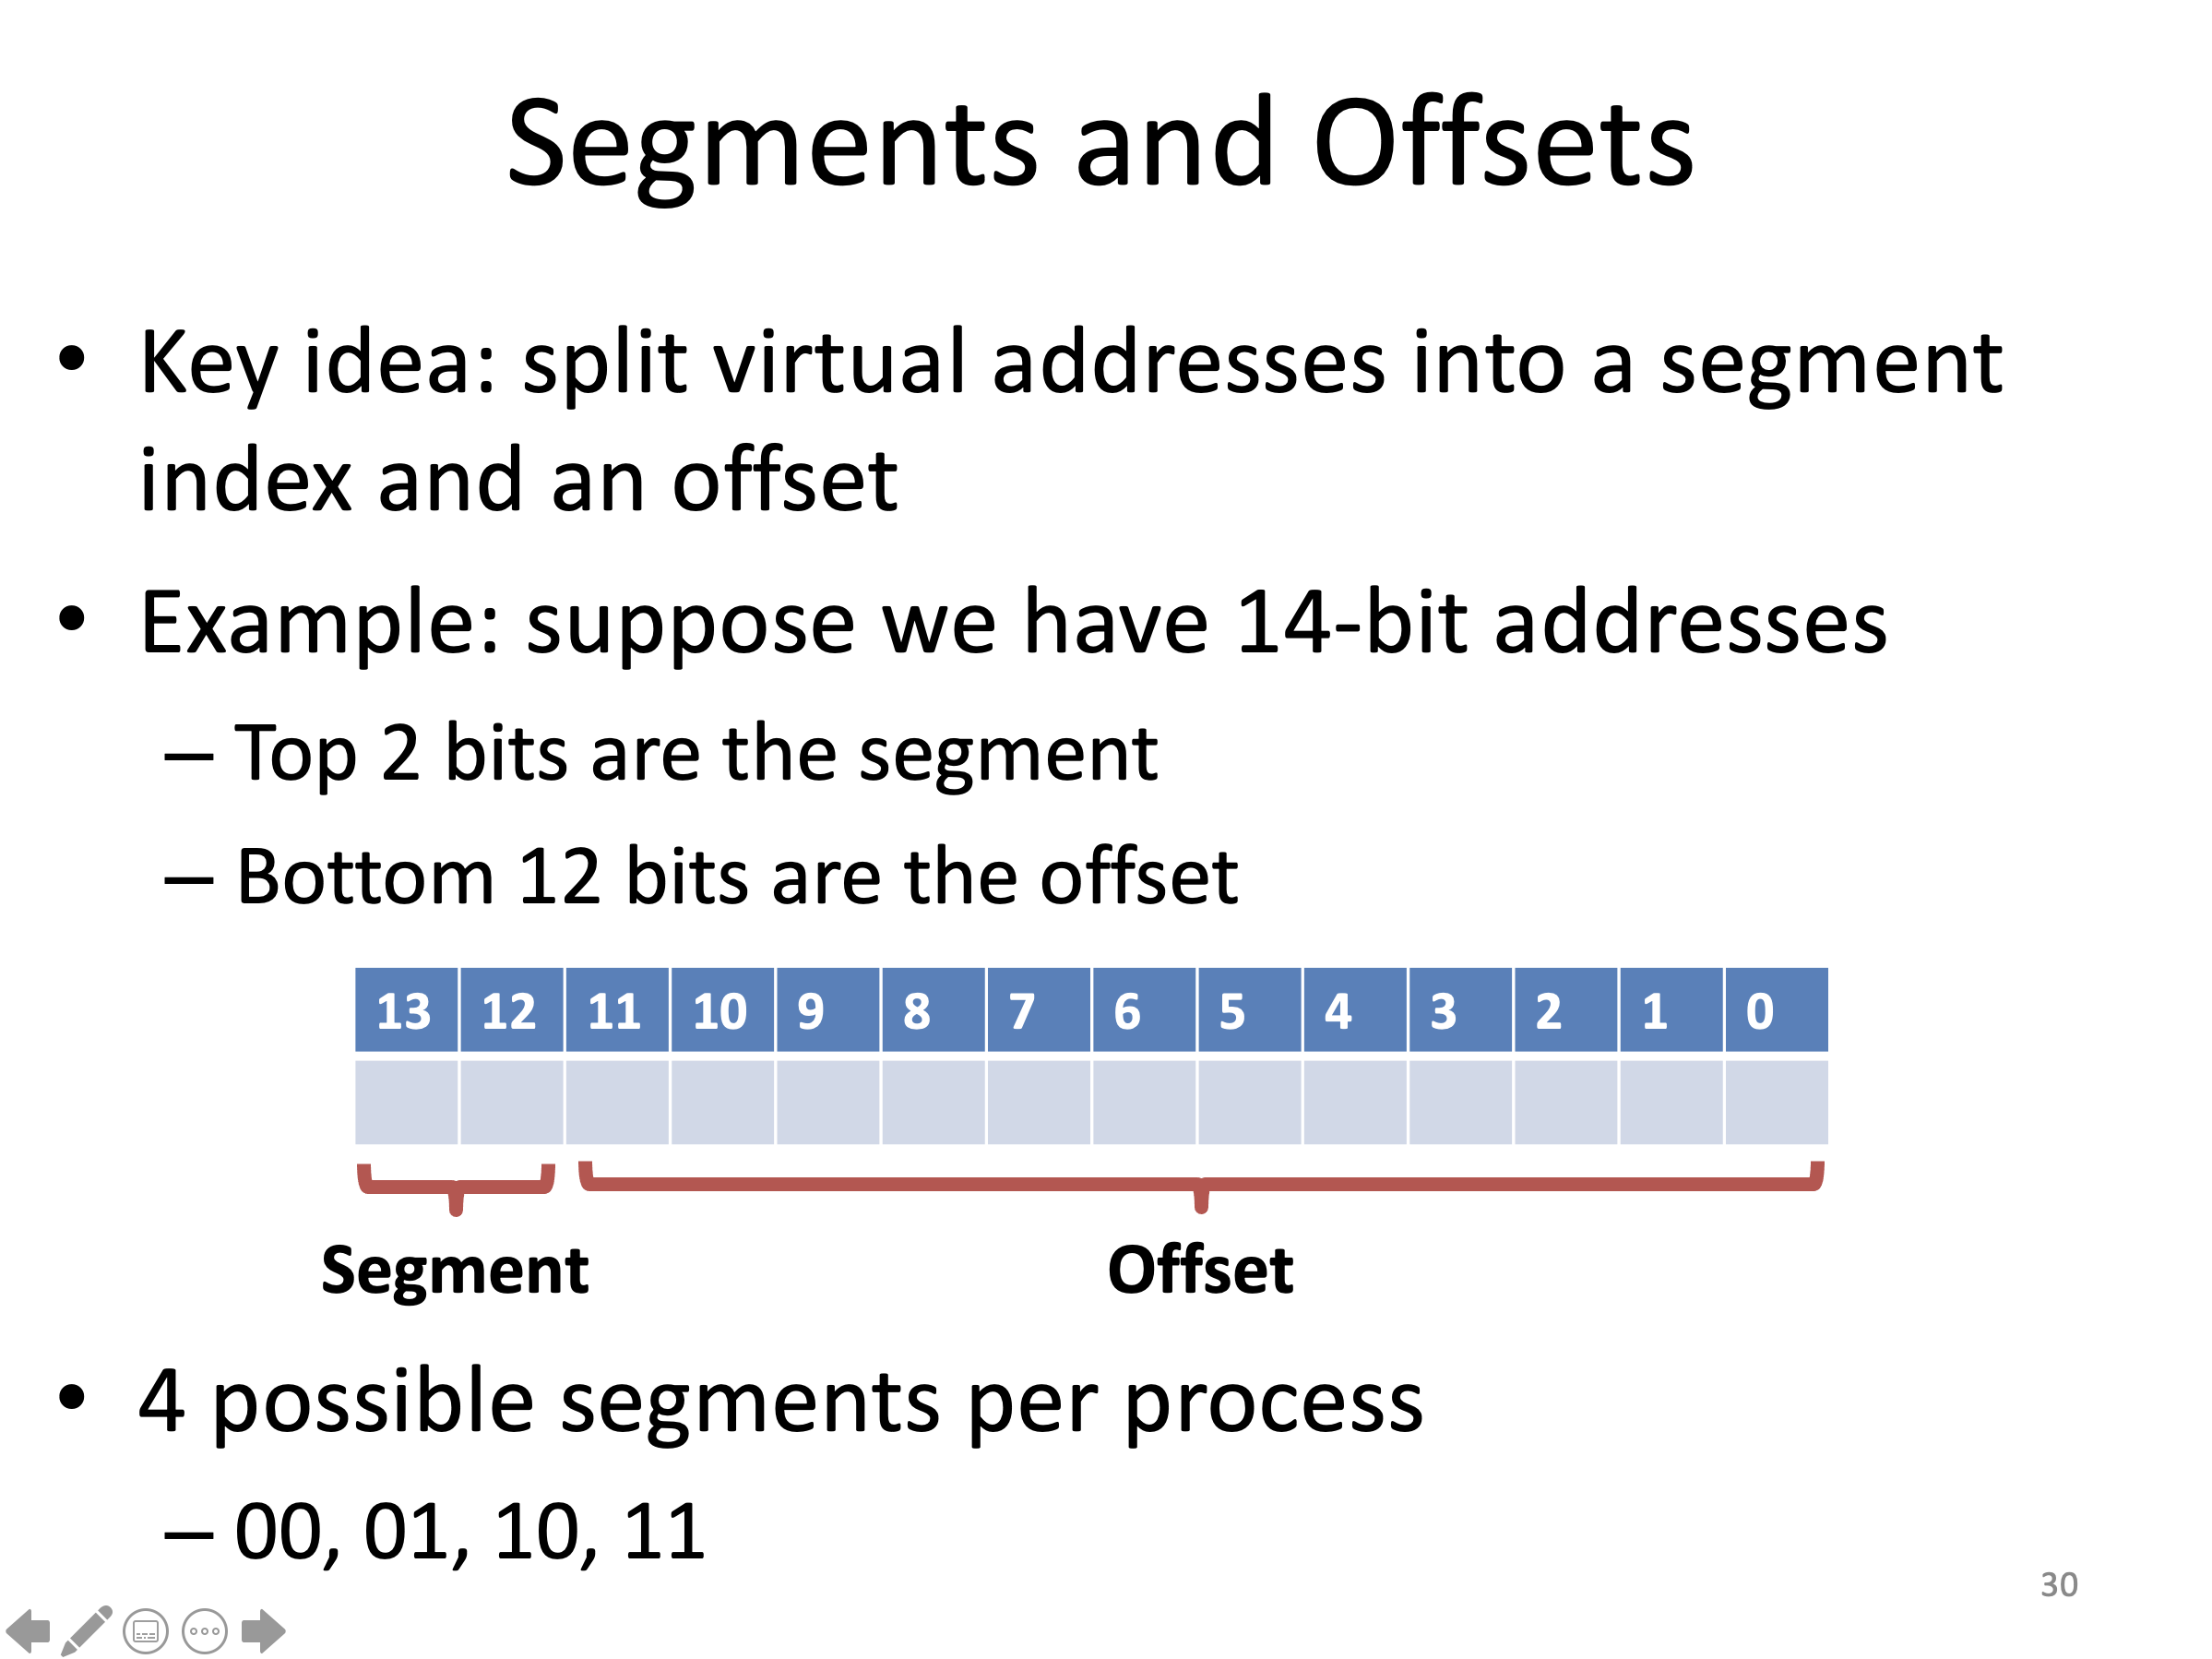 Segments and Offsets
• Key idea: split virtual addresses into a segment
index and an offset
• Example: suppose we have 14-bit addresses
– Top 2 bits are the segment
– Bottom 12 bits are the offset
13 12 11 10 9 8 7 6 5 4 3 2 1 0
Segment Offset
• 4 possible segments per process
– 00, 01, 10, 11
30